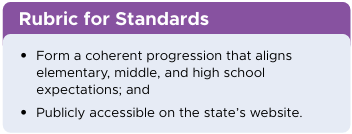 Rubric for Standards
• Form a coherent progression that aligns
elementary, middle, and high school
expectations; and
• Publicly accessible on the state's website.